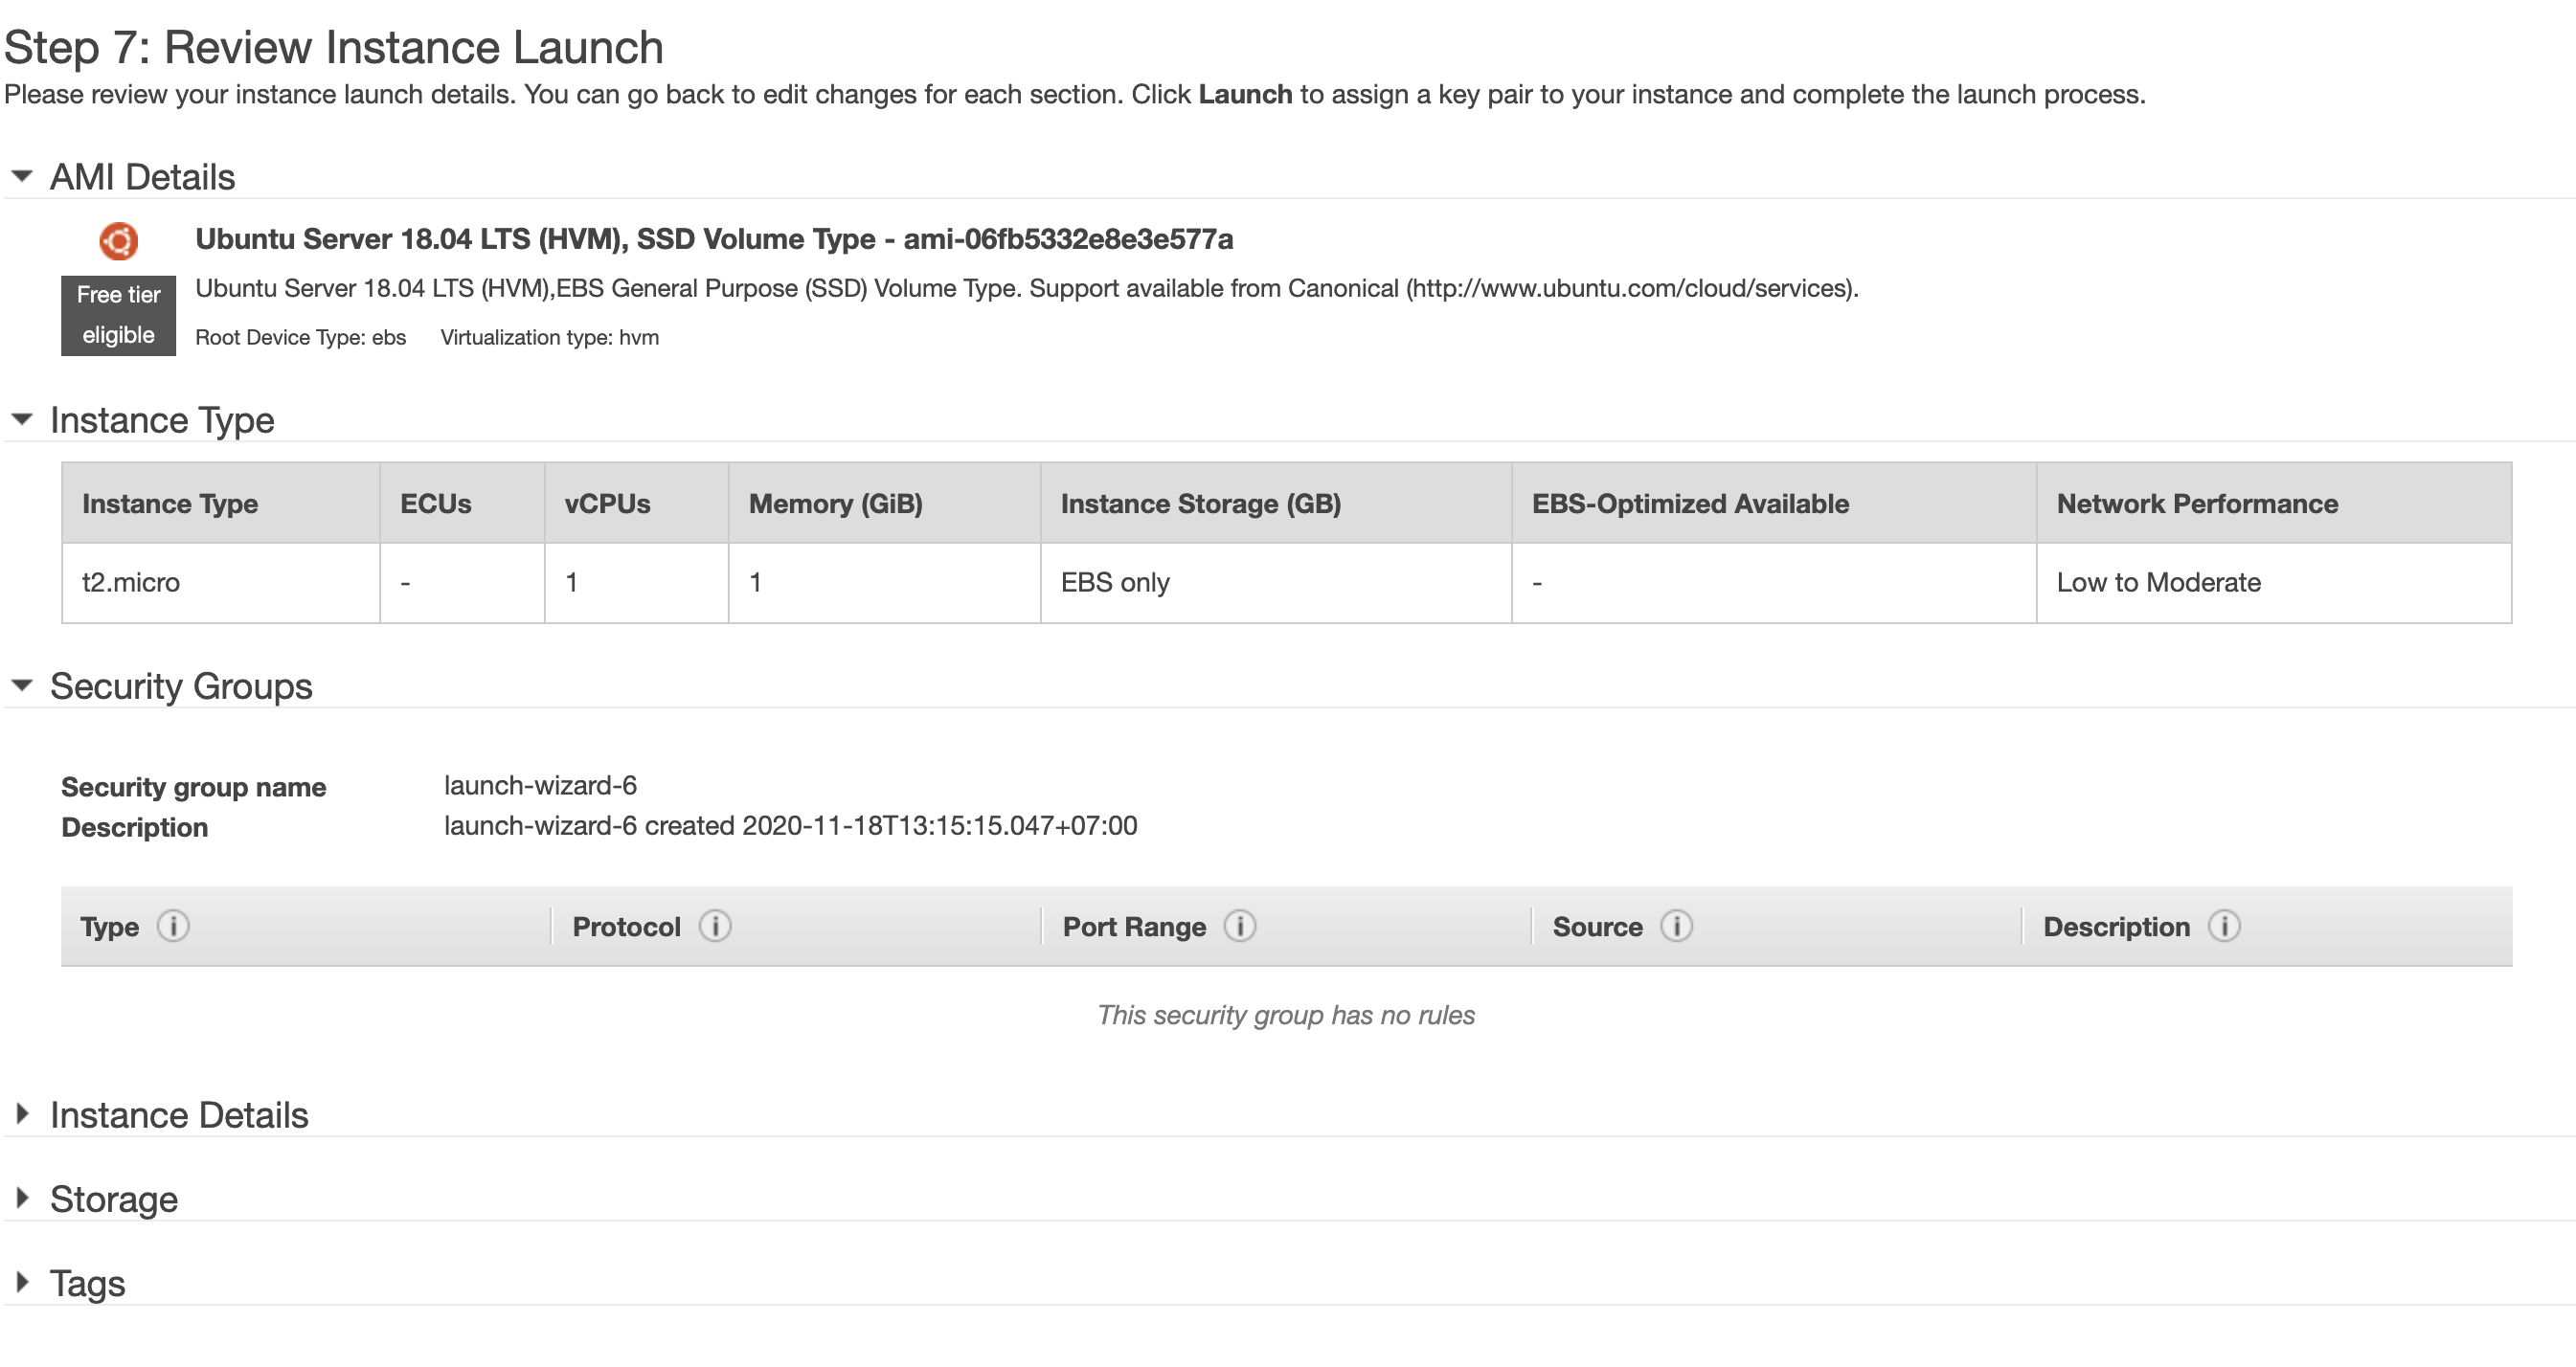 Step 7: Review Instance Launch
Please review your instance launch details. You can go back to edit changes for each section. Click Launch to assign a key pair to your instance and complete the launch process.
AMI Details
Ubuntu Server 18.04 LTS (HVM), SSD Volume Type - ami-06fb5332e8e3e577a
Free tier
eligible
Ubuntu Server 18.04 LTS (HVM),EBS General Purpose (SSD) Volume Type. Support available from Canonical (http://www.ubuntu.com/cloud/services).
Root Device Type: ebs Virtualization type: hvm
Instance Type
Instance Type ECUs vCPUs Memory (GiB) Instance Storage (GB) EBS-Optimized Available Network Performance
t2.micro - 1 1 EBS only - Low to Moderate
Security Groups
Security group name launch-wizard-6
Description launch-wizard-6 created 2020-11-18T13:15:15.047+07:00
Type i Protocol i Port Range i Source i Description i
This security group has no rules
Instance Details
Storage
Tags